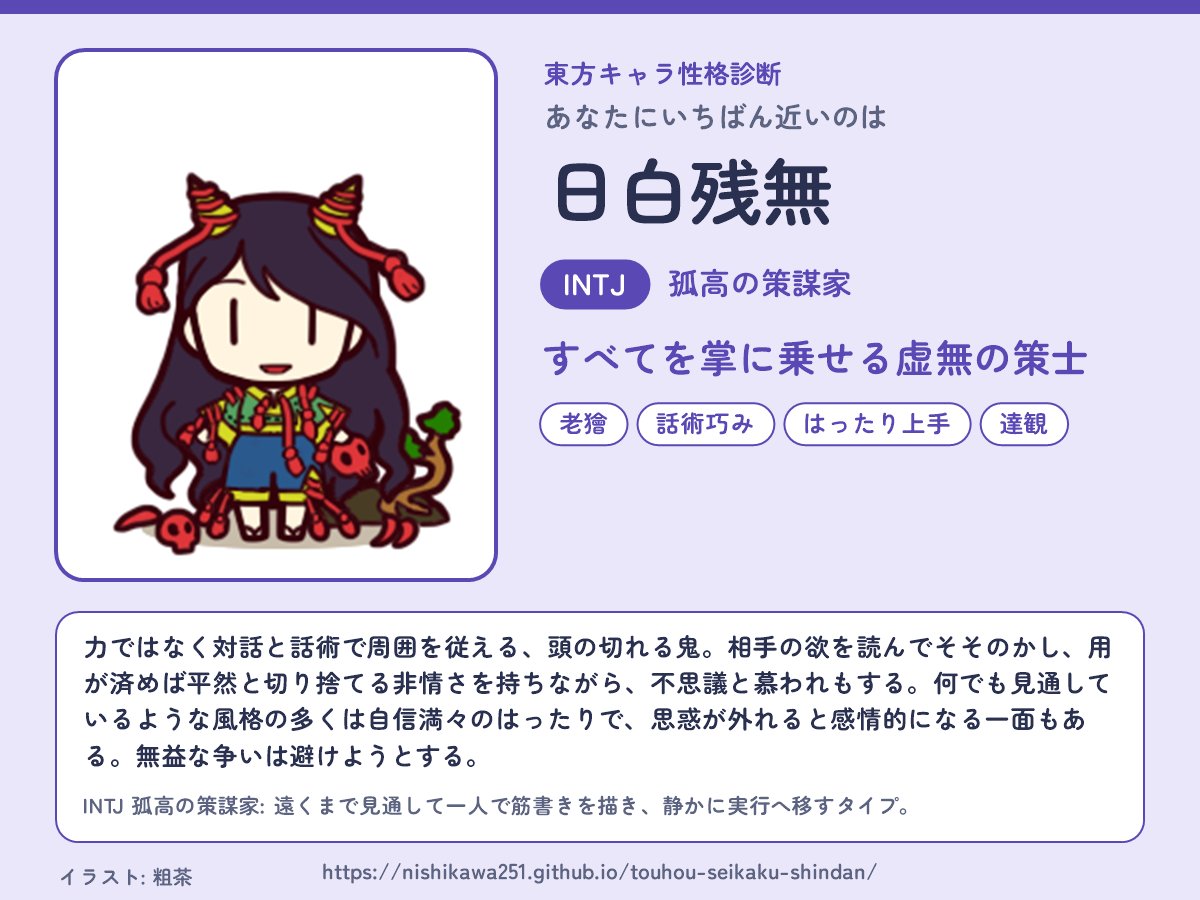 東方キャラ性格診断
あなたにいちばん近いのは
日白残無
INTJ 孤高の策謀家
すべてを掌に乗せる虚無の策士
老獪 話術巧み はったり上手 達観
力ではなく対話と話術で周囲を従える、頭の切れる鬼。相手の欲を読んでそそのかし、用
が済めば平然と切り捨てる非情さを持ちながら、不思議と慕われもする。何でも見通して
いるような風格の多くは自信満々のはったりで、思惑が外れると感情的になる一面もあ
る。無益な争いは避けようとする。
INTJ 孤高の策謀家: 遠くまで見通して一人で筋書きを描き、静かに実行へ移すタイプ。
イラスト: 粗茶
https://nishikawa251.github.io/touhou-seikaku-shindan/